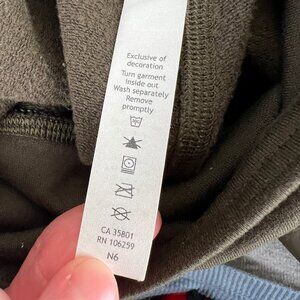 Exclusive of
decoration
Turn garment
Inside out
Wash separately
Remove
promptly
CA 35801
RN 106259
N6